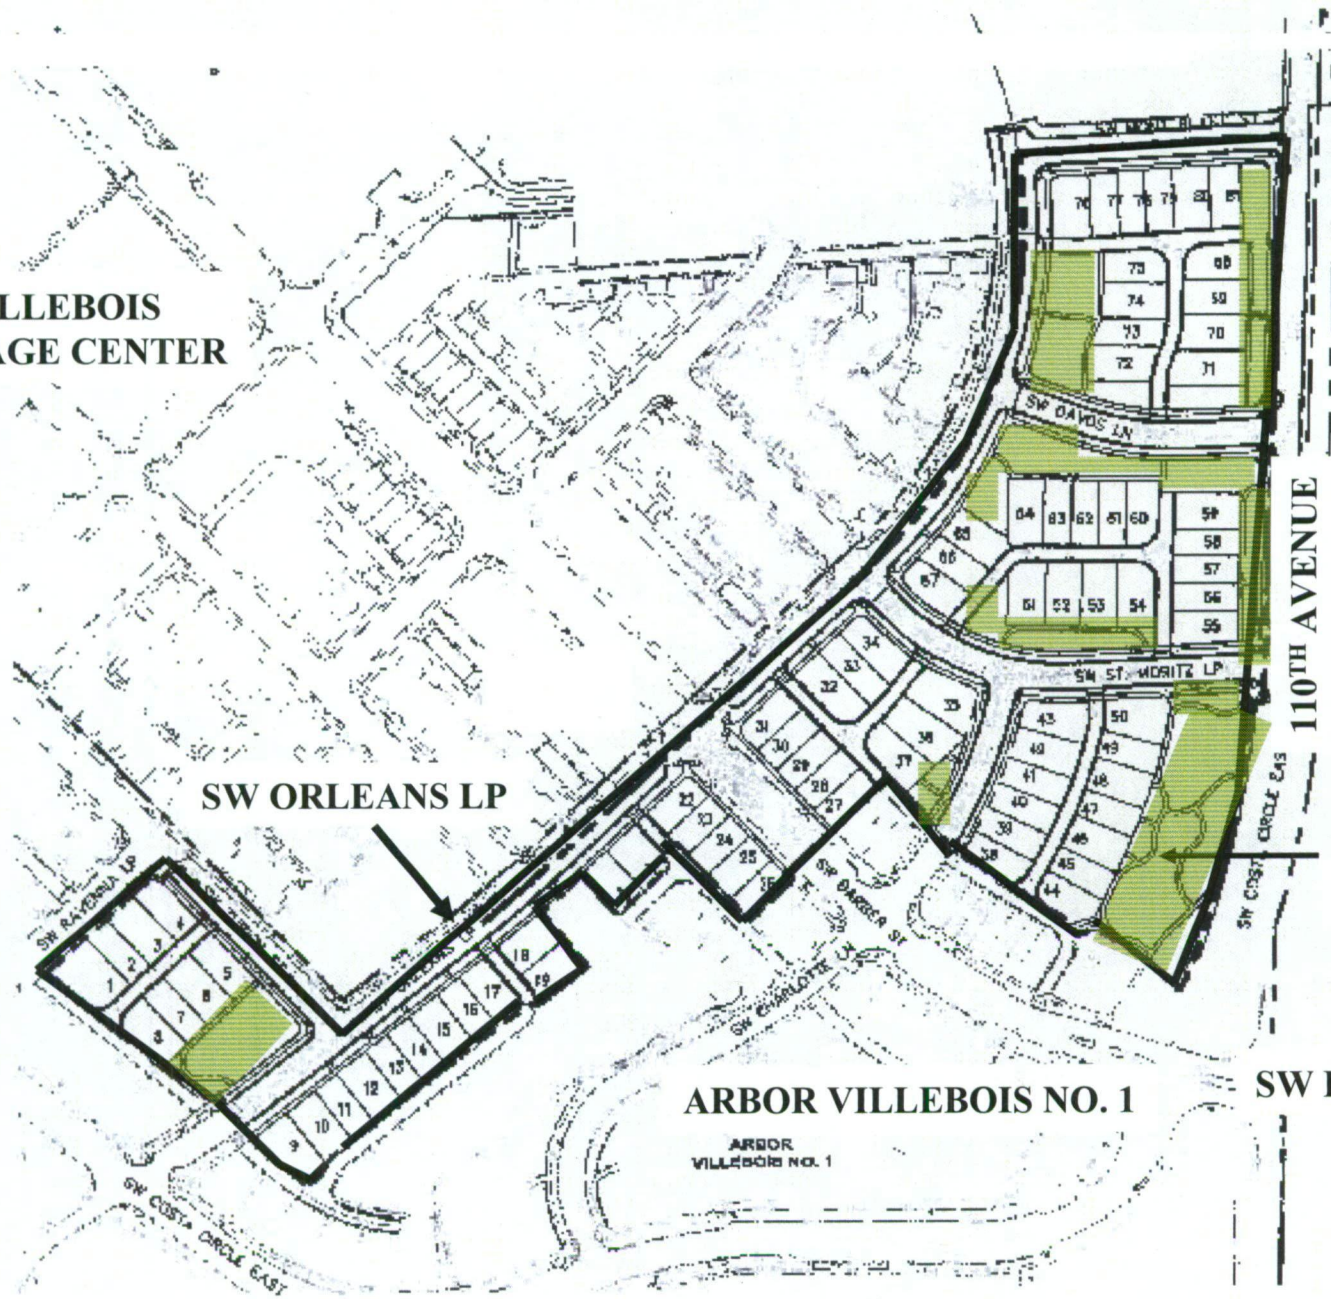 LLEBOIS
AGE CENTER
76 77 78 79 80 81
75
74
73
72
69
70
71
SW DAVOS LN
64 63 62 61 60
65
66
67
51 52 53 54
59
58
57
56
55
SW ST. MORITZ LP
110TH AVENUE
34
33
32
31
30
29
28
27
35
36
37
43
42
41
40
39
38
50
49
48
47
46
45
44
SW ORLEANS LP
22
23
24
25
26
SW BARBER ST
SW CHARLOTTE LN
SW COSTA CIRCLE EAS
SW RAVENNA LP
1 2 3 4
5
6
7
8
9 10 11 12 13 14 15 16 17
18
19
ARBOR VILLEBOIS NO. 1
ARBOR
VILLEBOIS NO. 1
SW
SW COSTA CIRCLE EAST